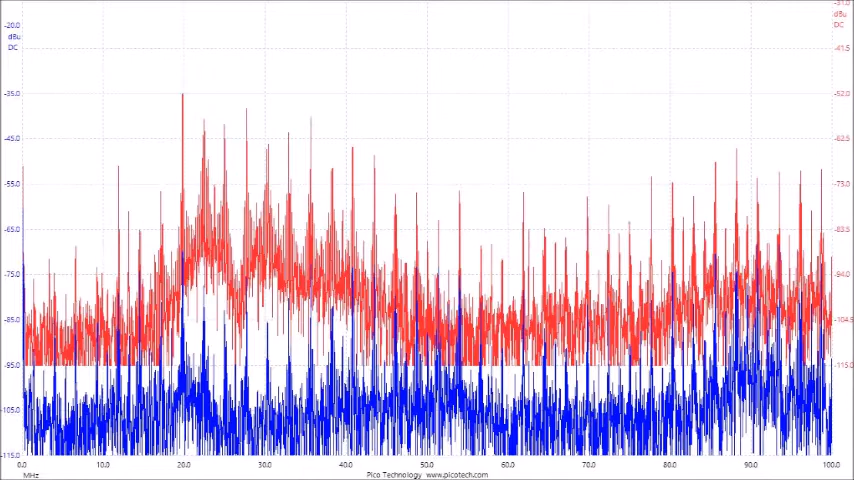 -31.0
dBu
DC
-20.0
dBu
DC
-41.5
-35.0
-52.0
-45.0
-62.5
-55.0
-73.0
-65.0
-83.5
-75.0
-94.0
-85.0
-104.5
-95.0
-115.0
-105.0
-115.0
0.0 10.0 20.0 30.0 40.0 50.0 60.0 70.0 80.0 90.0 100.0
MHz
Pico Technology www.picotech.com